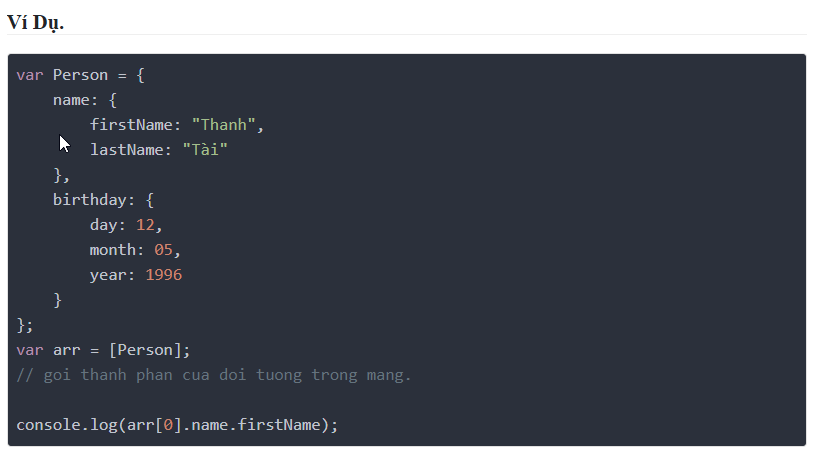 Ví Dụ.
var Person = {
    name: {
        firstName: "Thanh",
        lastName: "Tài"
    },
    birthday: {
        day: 12,
        month: 05,
        year: 1996
    }
};
var arr = [Person];
// goi thanh phan cua doi tuong trong mang.
console.log(arr[0].name.firstName);